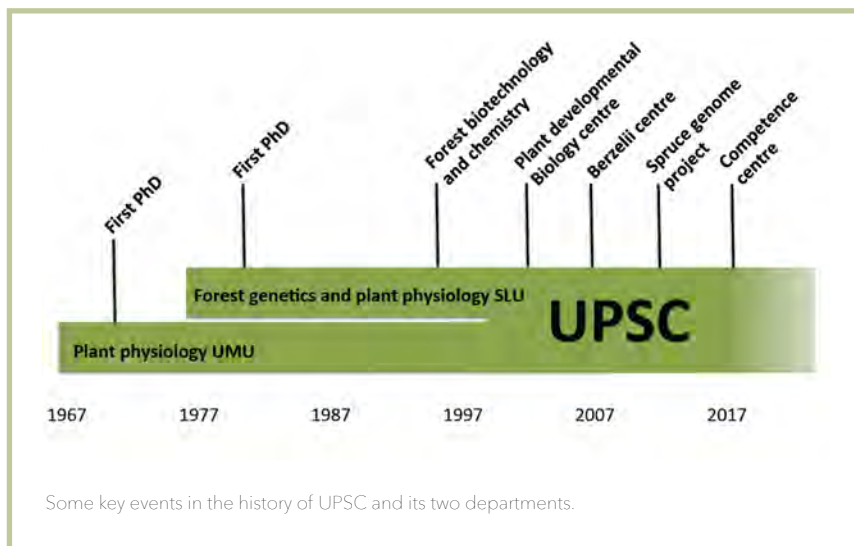 First PhD
First PhD
Forest biotechnology
and chemistry
Plant developmental
Biology centre
Berzelii centre
Spruce genome
project
Competence
centre
Forest genetics and plant physiology SLU
UPSC
Plant physiology UMU
1967
1977
1987
1997
2007
2017
Some key events in the history of UPSC and its two departments.